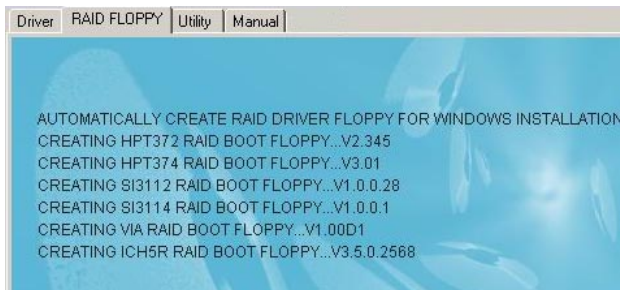 Driver RAID FLOPPY Utility Manual
AUTOMATICALLY CREATE RAID DRIVER FLOPPY FOR WINDOWS INSTALLATION
CREATING HPT372 RAID BOOT FLOPPY...V2.345
CREATING HPT374 RAID BOOT FLOPPY...V3.01
CREATING SI3112 RAID BOOT FLOPPY...V1.0.0.28
CREATING SI3114 RAID BOOT FLOPPY...V1.0.0.1
CREATING VIA RAID BOOT FLOPPY...V1.00D1
CREATING ICH5R RAID BOOT FLOPPY...V3.5.0.2568